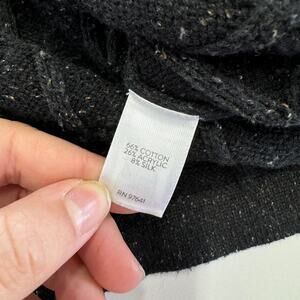 66% COTTON
26% ACRYLIC
8% SILK
RN 97641